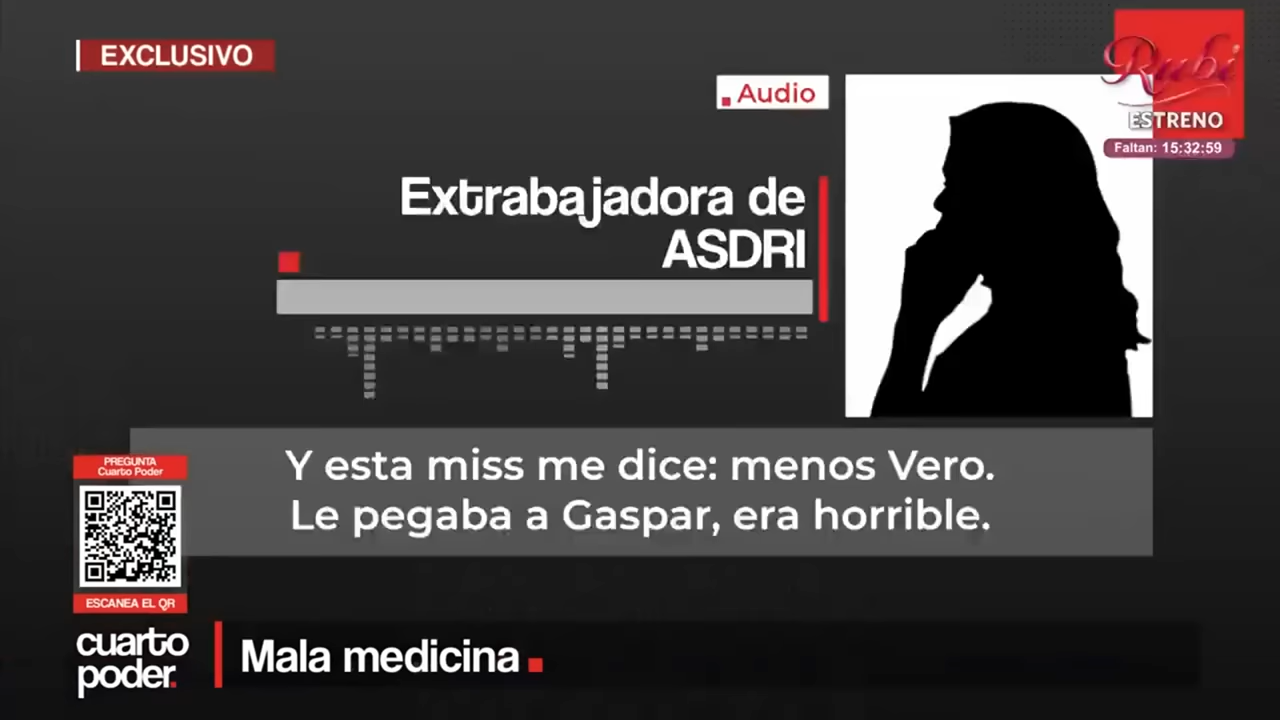 EXCLUSIVO
Rubí
ESTRENO
Faltan: 15:32:59
Audio
Extrabajadora de
ASDRI
Y esta miss me dice: menos Vero.
Le pegaba a Gaspar, era horrible.
PREGUNTA
Cuarto Poder
ESCANEA EL QR
cuarto
poder.
Mala medicina